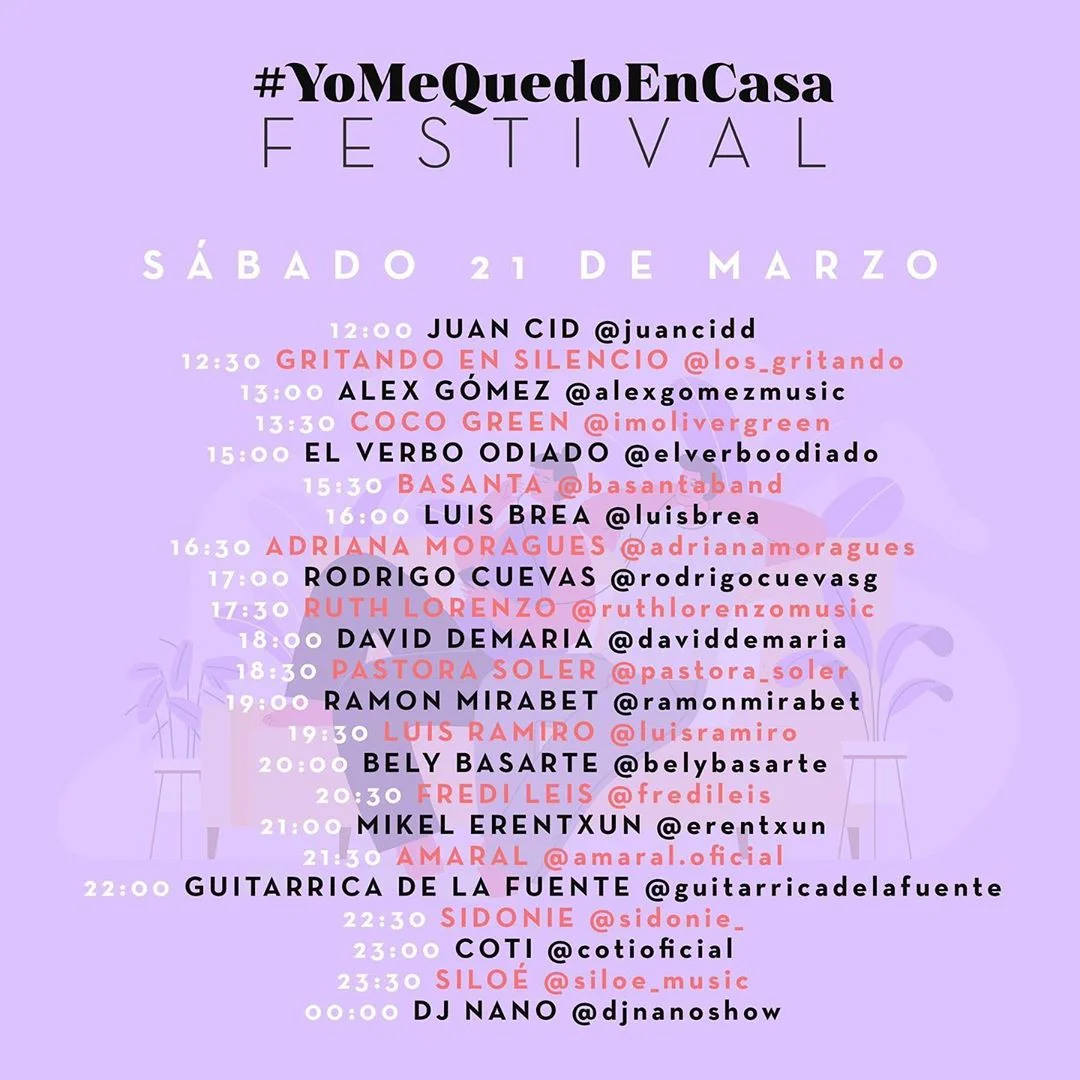 #YoMeQuedoEnCasa
FESTIVAL
SÁBADO 21 DE MARZO
12:00 JUAN CID @juancidd
12:30 GRITANDO EN SILENCIO @los_gritando
13:00 ALEX GÓMEZ @alexgomezmusic
13:30 COCO GREEN @imolivergreen
15:00 EL VERBO ODIADO @elverboodiado
15:30 BASANTA @basantaband
16:00 LUIS BREA @luisbrea
16:30 ADRIANA MORAGUES @adrianamoragues
17:00 RODRIGO CUEVAS @rodrigocuevasg
17:30 RUTH LORENZO @ruthlorenzomusic
18:00 DAVID DEMARIA @daviddemaria
18:30 PASTORA SOLER @pastora_soler
19:00 RAMON MIRABET @ramonmirabet
19:30 LUIS RAMIRO @luisramiro
20:00 BELY BASARTE @belybasarte
20:30 FREDI LEIS @fredileis
21:00 MIKEL ERENTXUN @erentxun
21:30 AMARAL @amaral.oficial
22:00 GUITARRICA DE LA FUENTE @guitarricadelafuente
22:30 SIDONIE @sidonie_
23:00 COTI @cotioficial
23:30 SILOÉ @siloe_music
00:00 DJ NANO @djnanoshow